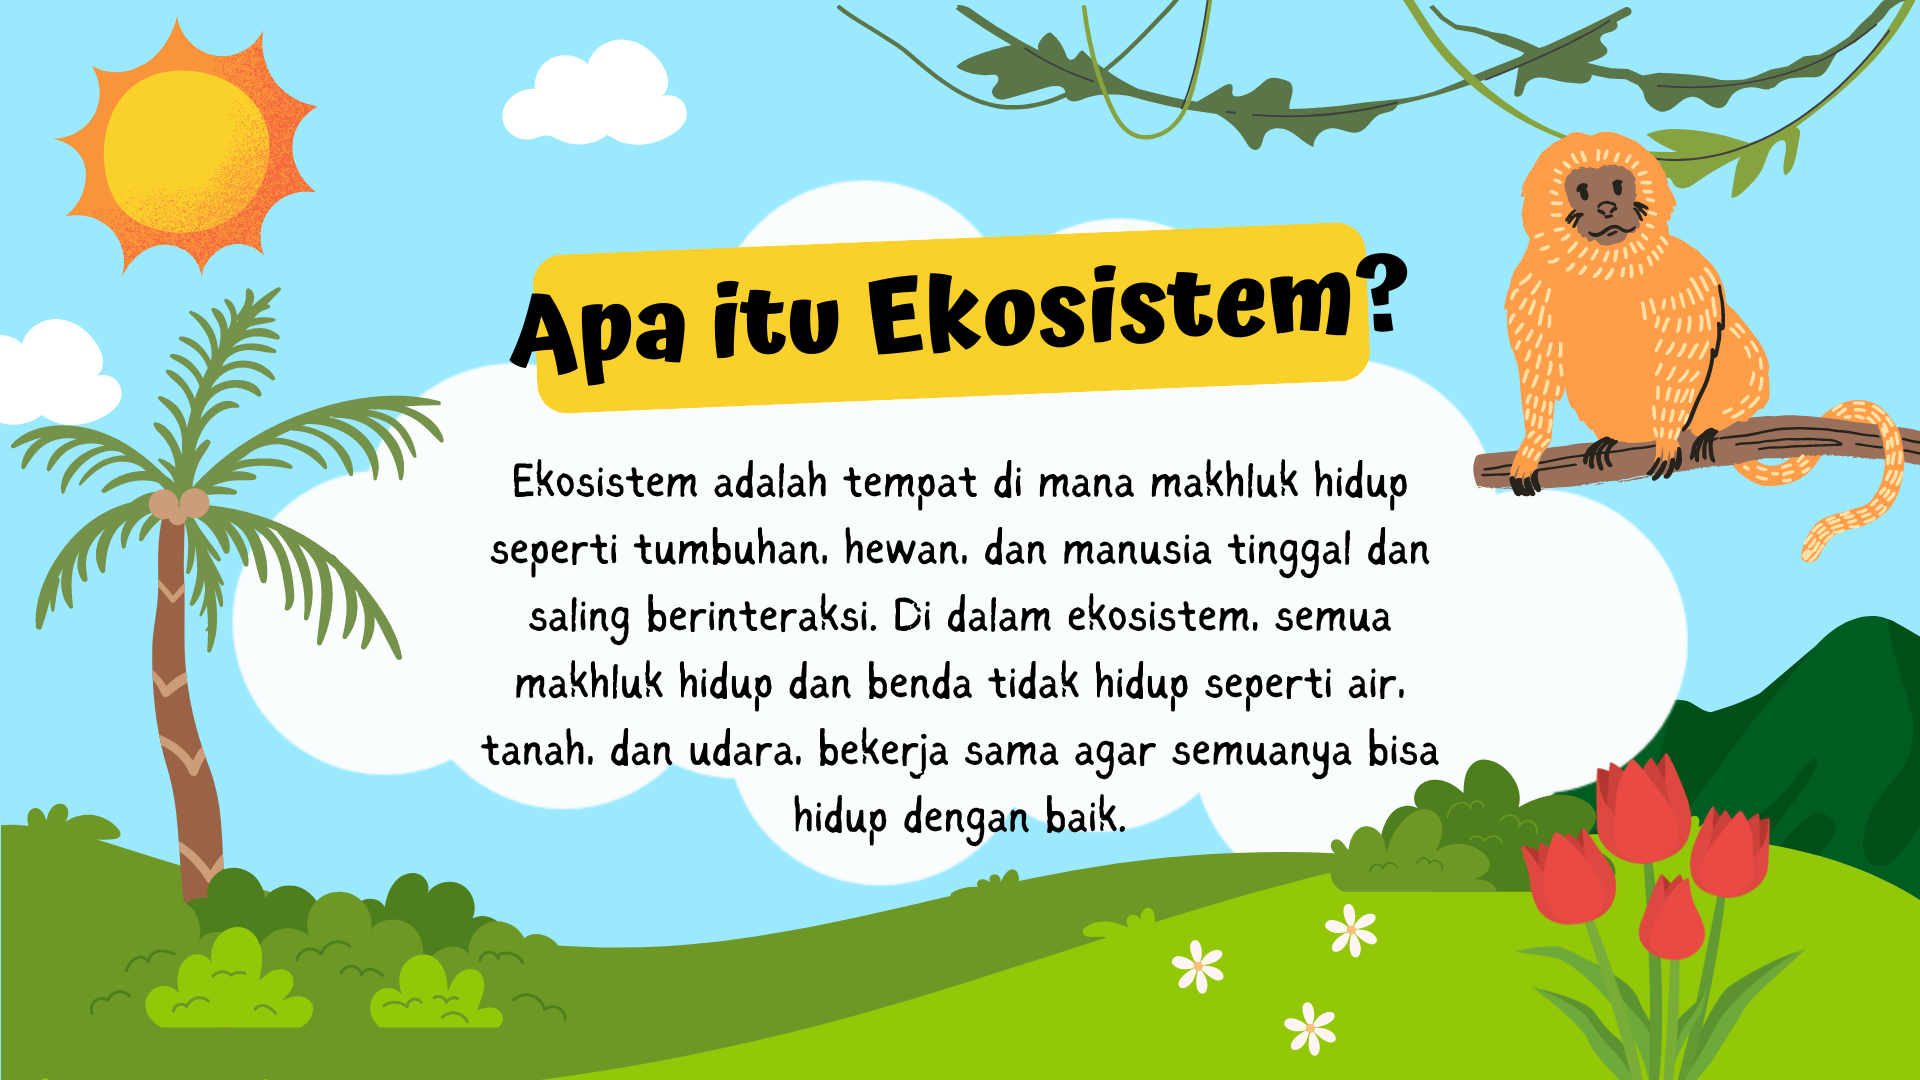 Apa itu Ekosistem?
Ekosistem adalah tempat di mana makhluk hidup
seperti tumbuhan, hewan, dan manusia tinggal dan
saling berinteraksi. Di dalam ekosistem, semua
makhluk hidup dan benda tidak hidup seperti air,
tanah, dan udara, bekerja sama agar semuanya bisa
hidup dengan baik.